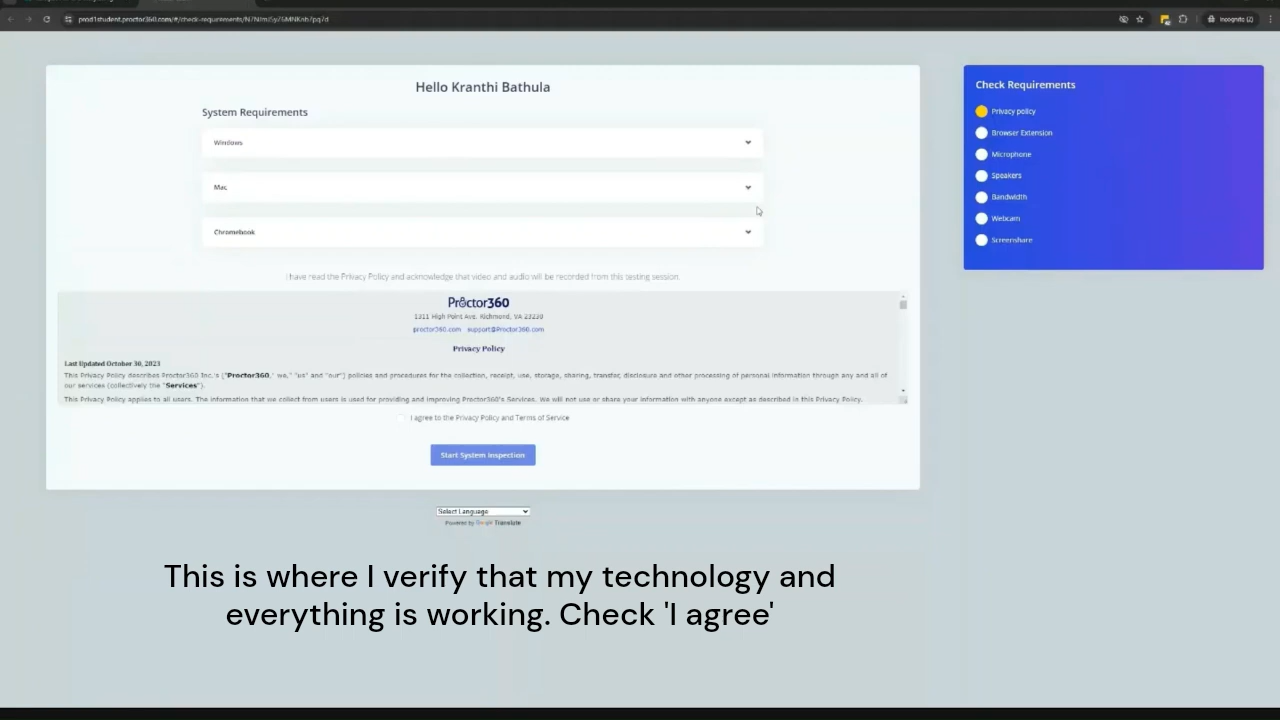 Incognito (2)
Hello Kranthi Bathula
System Requirements
Windows
Mac
Chromebook
I have read the Privacy Policy and acknowledge that video and audio will be recorded from this testing session.
Proctor360
1311 High Point Ave. Richmond, VA 23230
proctor360.com support@Proctor360.com
Privacy Policy
Last Updated October 30, 2023
This Privacy Policy describes Proctor360 Inc.'s ("Proctor360," we," "us" and "our") policies and procedures for the collection, receipt, use, storage, sharing, transfer, disclosure and other processing of personal information through any and all of
our services (collectively the "Services").
This Privacy Policy applies to all users. The information that we collect from users is used for providing and improving Proctor360's Services. We will not use or share your information with anyone except as described in this Privacy Policy.
I agree to the Privacy Policy and Terms of Service
Start System Inspection
Select Language
Powered by Google Translate
Check Requirements
Privacy policy
Browser Extension
Microphone
Speakers
Bandwidth
Webcam
Screenshare
This is where I verify that my technology and
everything is working. Check 'I agree'